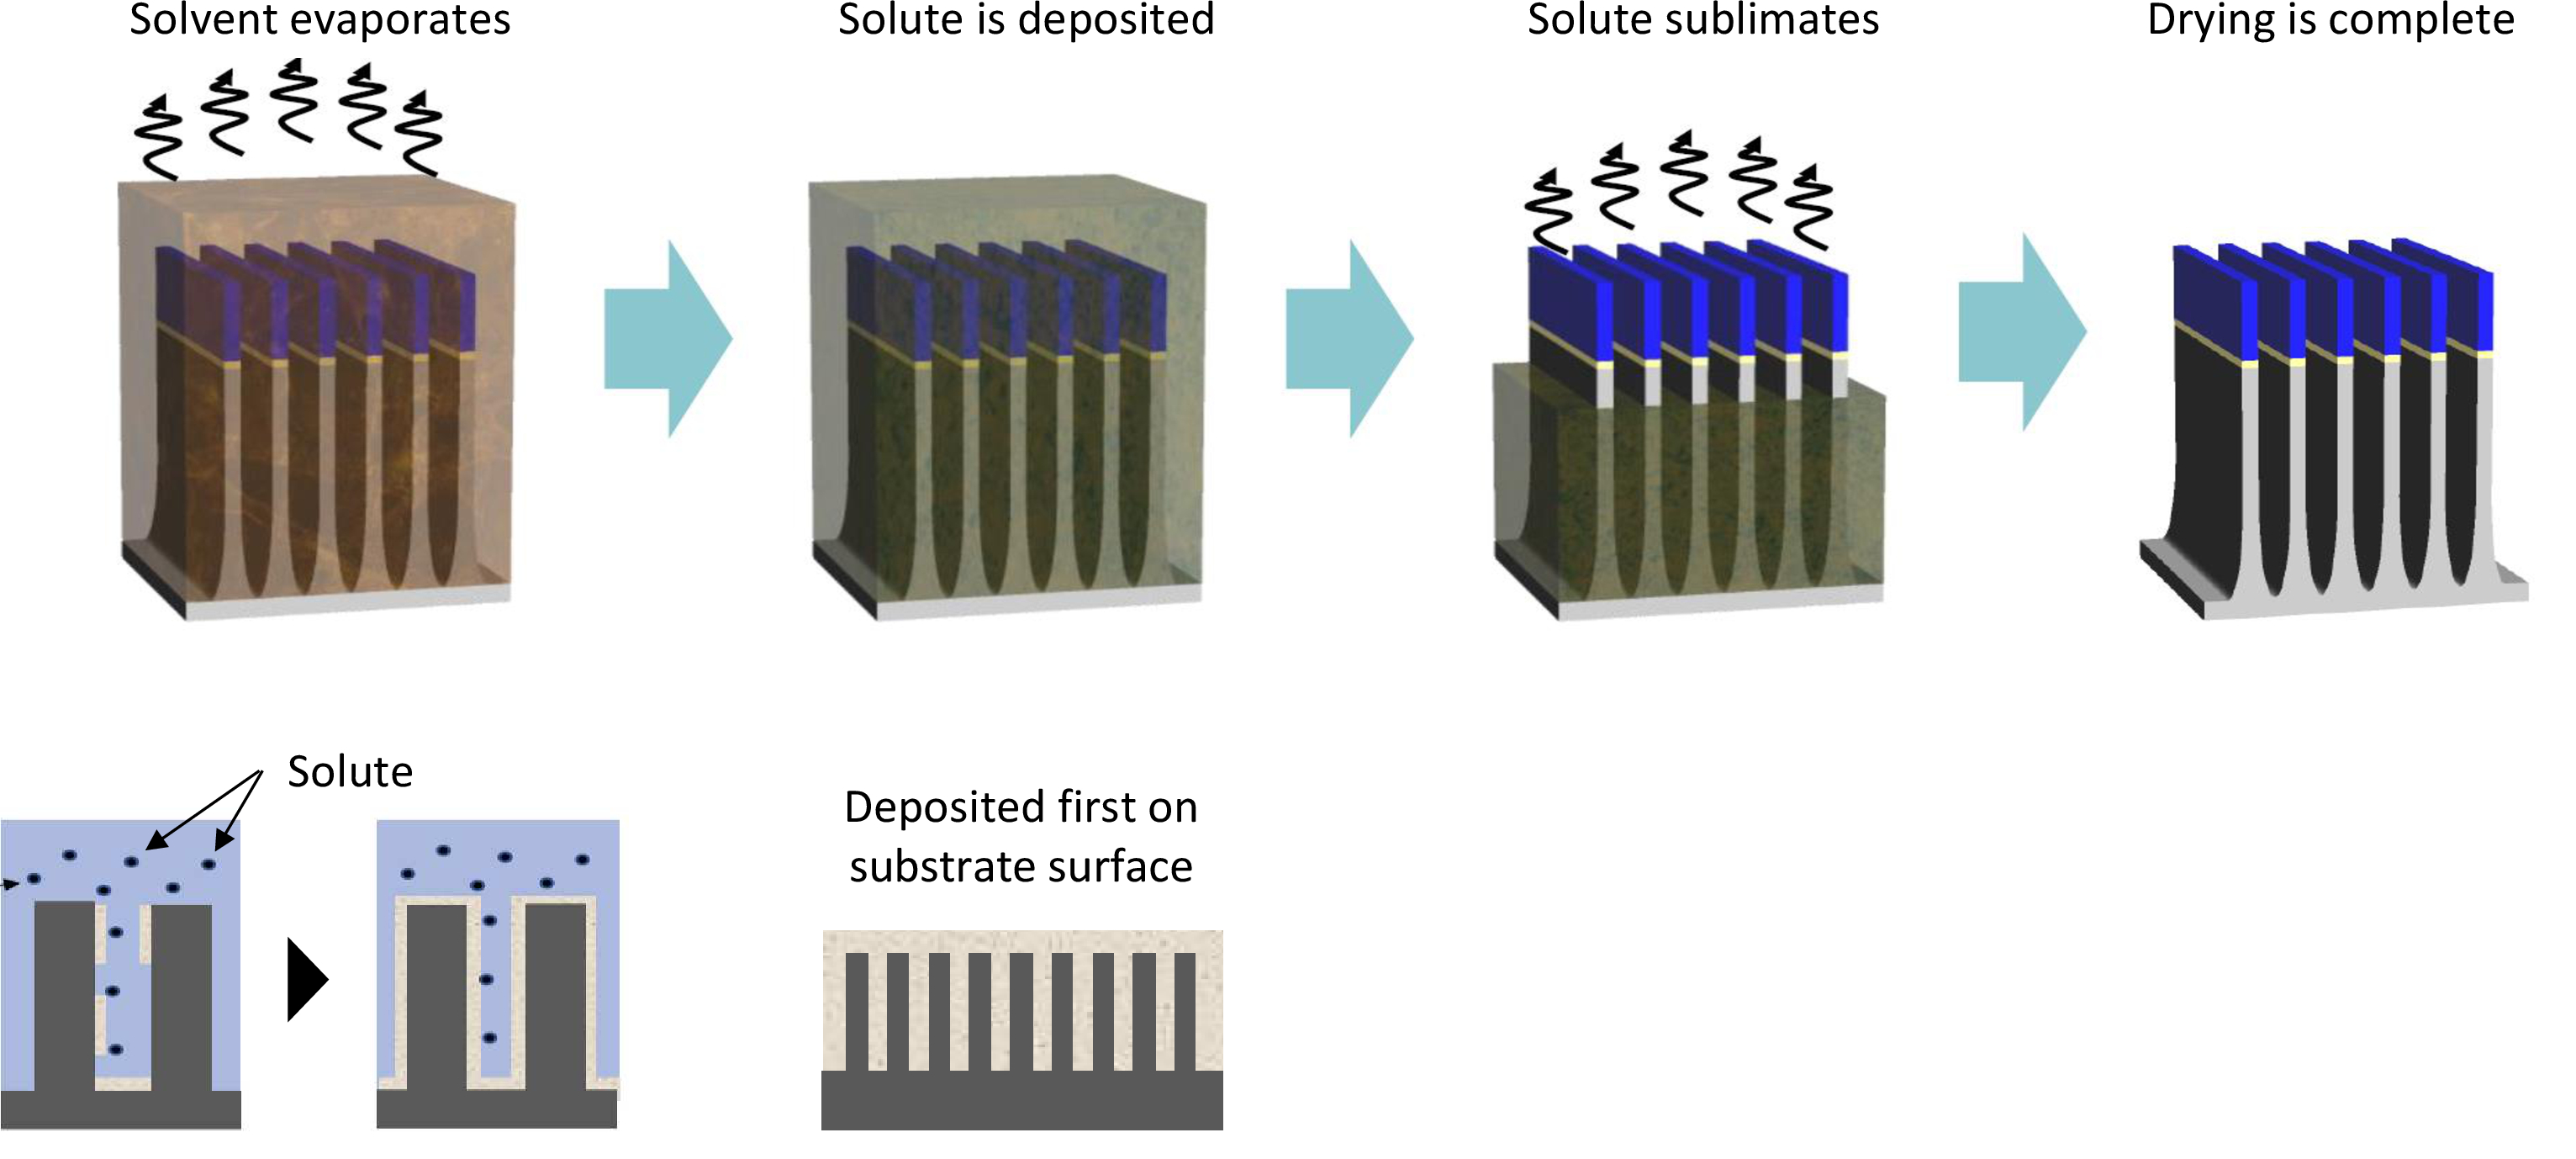 Solvent evaporates
Solute is deposited
Solute sublimates
Drying is complete
Solute
Deposited first on
substrate surface